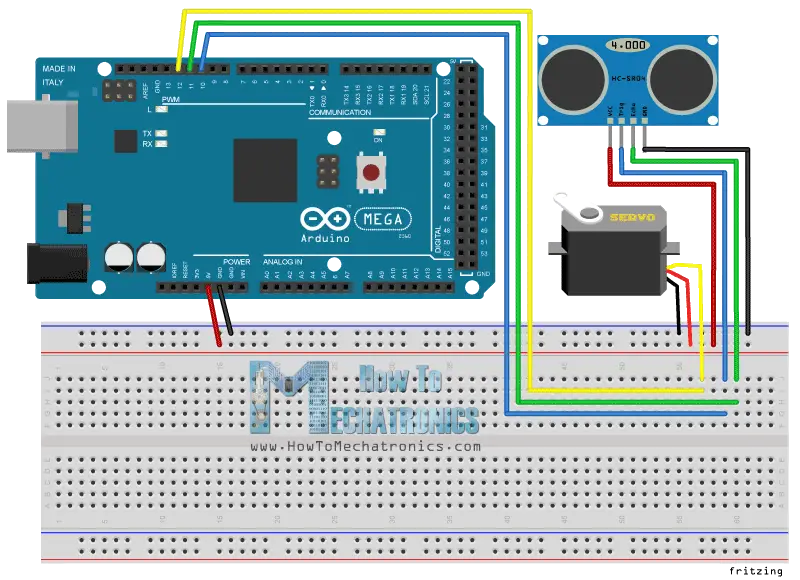 4.000
HC-SR04
VCC Trig Echo GND
MADE IN
ITALY
AREF GND 13 12 11 10 9 8 7 6 5 4 3 2 1 0
TX0 RX0 TX3 14 RX3 15 TX2 16 RX2 17 TX1 18 RX1 19 SDA 20 SCL 21
PWM
COMMUNICATION
L
TX
RX
ON
5V
22
24
26
28
30
32 31
34 33
36 35
38 37
40 39
42 41
44 43
46 45
48 47
50 49
52 51
53
GND
DIGITAL
MEGA
Arduino
SERVO
POWER
ANALOG IN
IOREF RESET 3V3 5V GND GND VIN A0 A1 A2 A3 A4 A5 6 A7 A8 A9 A10 A11 A12 A13 A14 A15
How To
MECHATRONICS
www.HowToMechatronics.com
fritzing